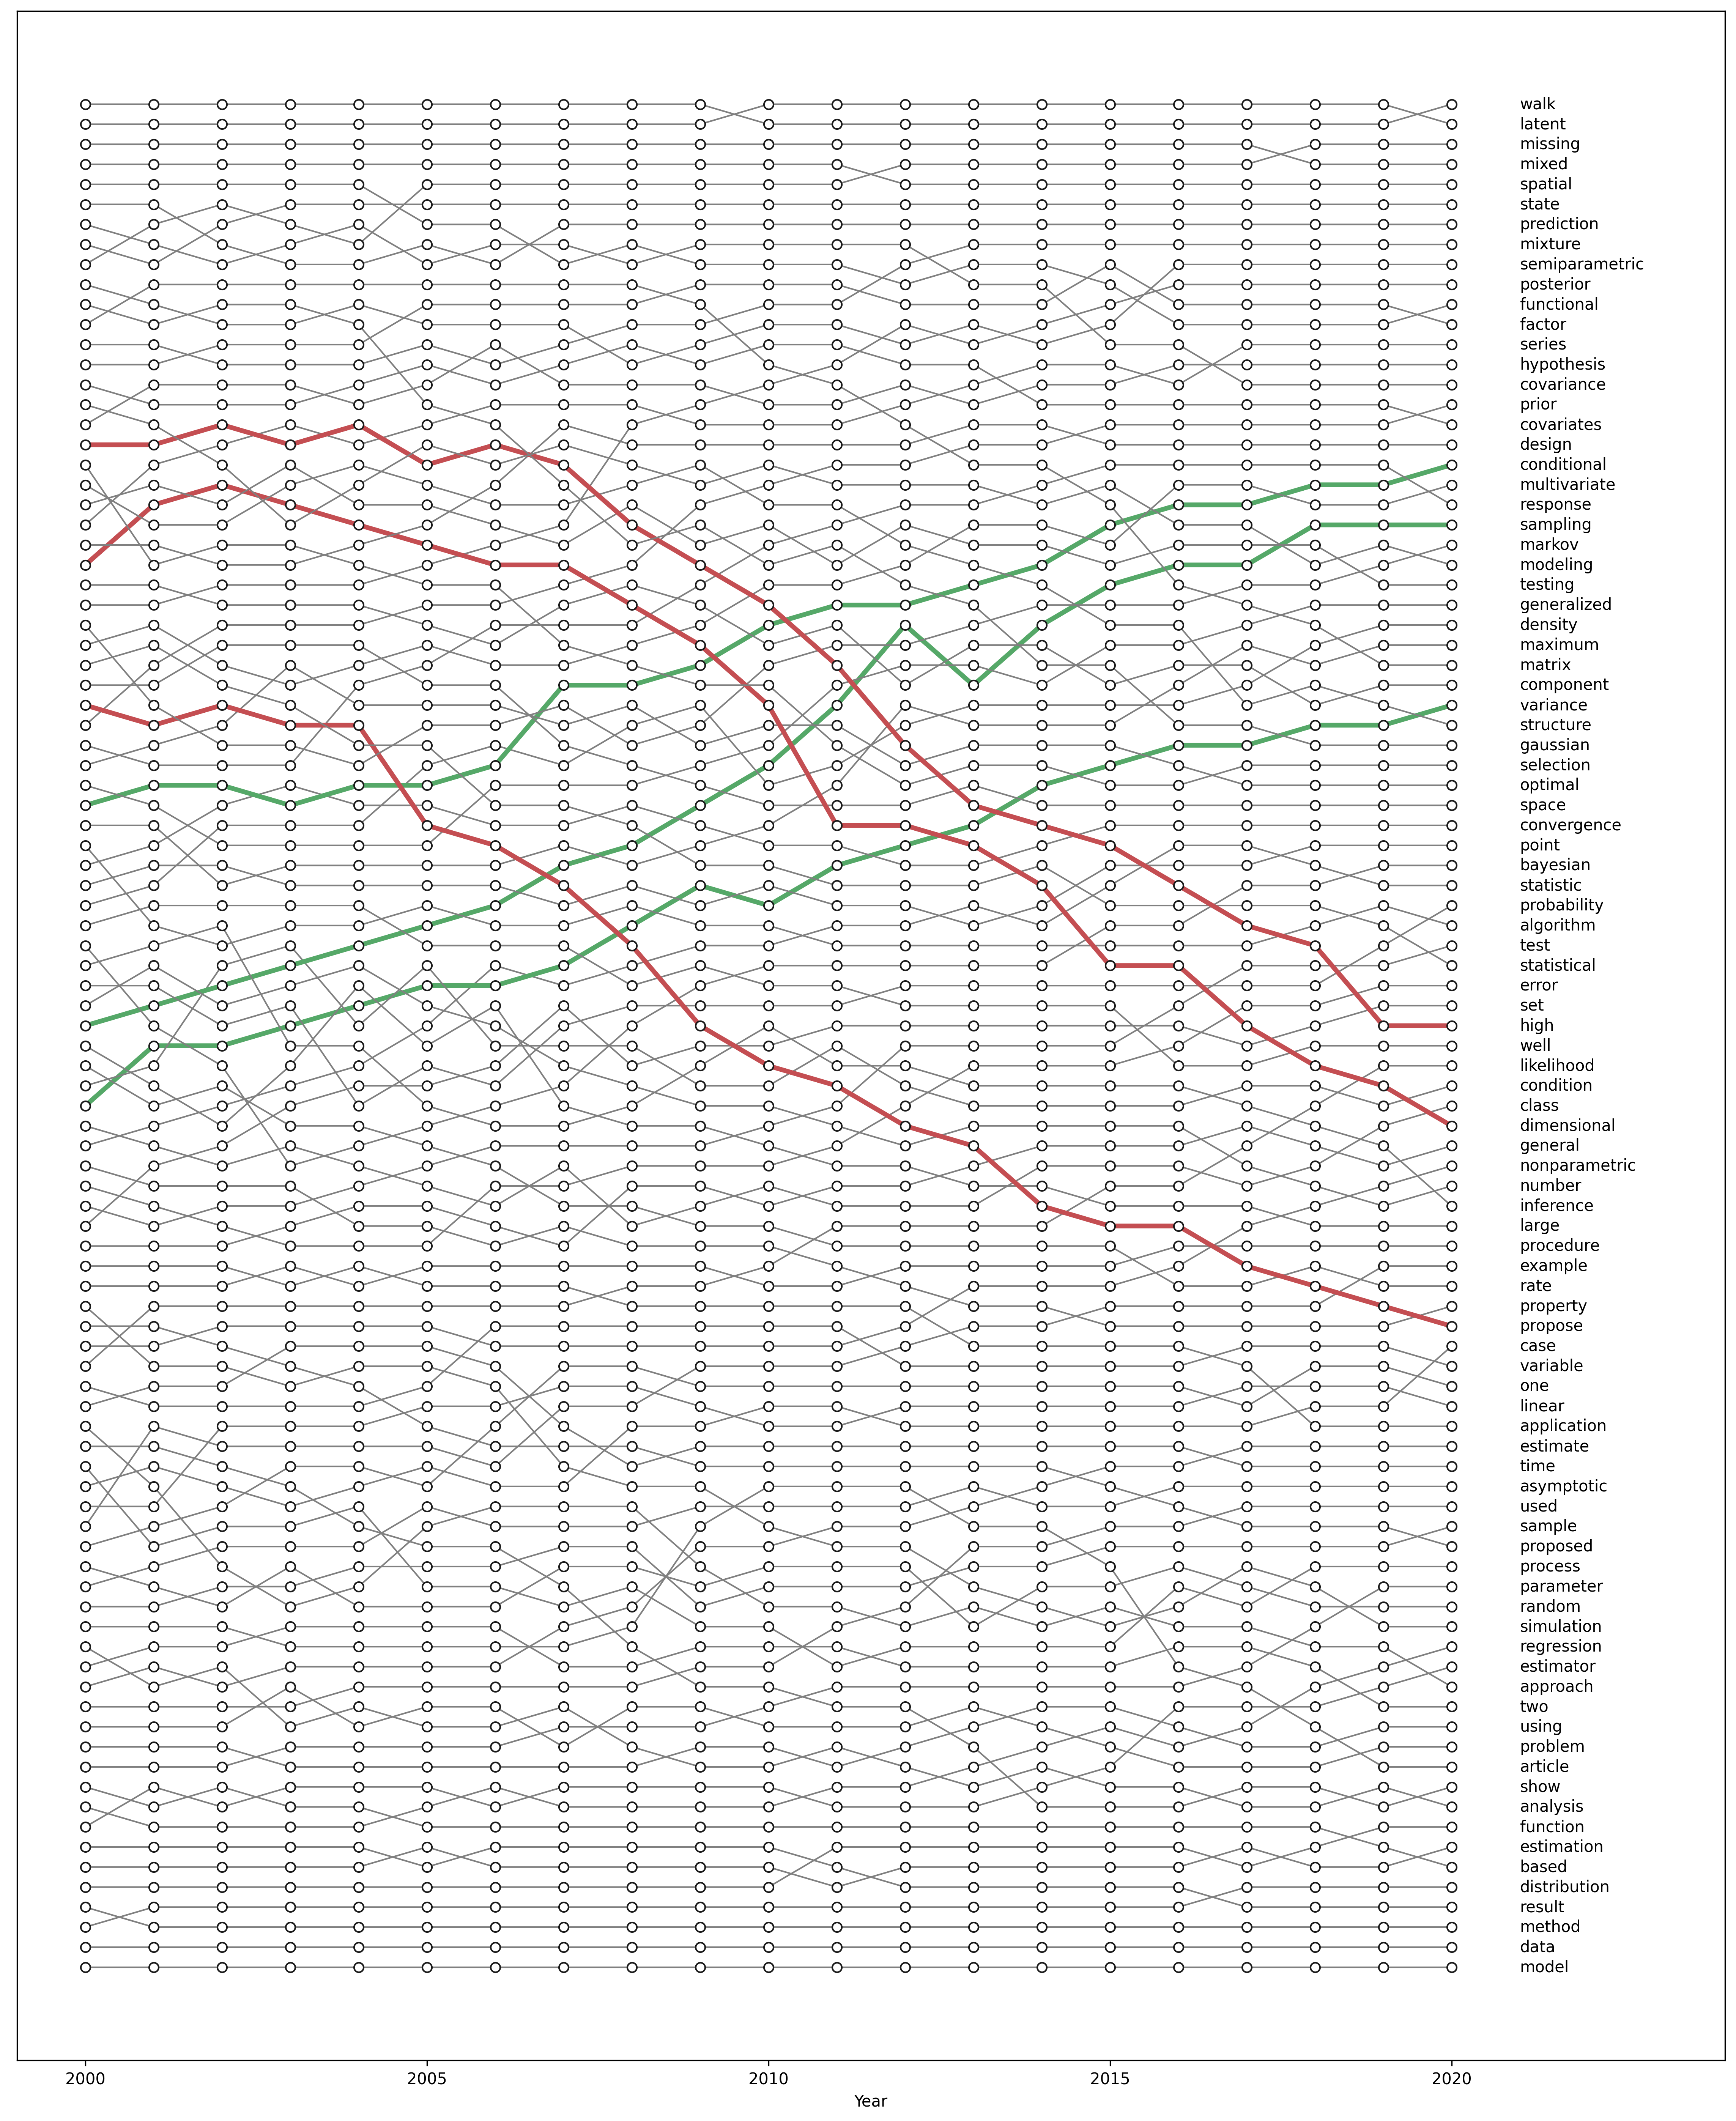 walk
latent
missing
mixed
spatial
state
prediction
mixture
semiparametric
posterior
functional
factor
series
hypothesis
covariance
prior
covariates
design
conditional
multivariate
response
sampling
markov
modeling
testing
generalized
density
maximum
matrix
component
variance
structure
gaussian
selection
optimal
space
convergence
point
bayesian
statistic
probability
algorithm
test
statistical
error
set
high
well
likelihood
condition
class
dimensional
general
nonparametric
number
inference
large
procedure
example
rate
property
propose
case
variable
one
linear
application
estimate
time
asymptotic
used
sample
proposed
process
parameter
random
simulation
regression
estimator
approach
two
using
problem
article
show
analysis
function
estimation
based
distribution
result
method
data
model
2000 2005 2010 2015 2020
Year